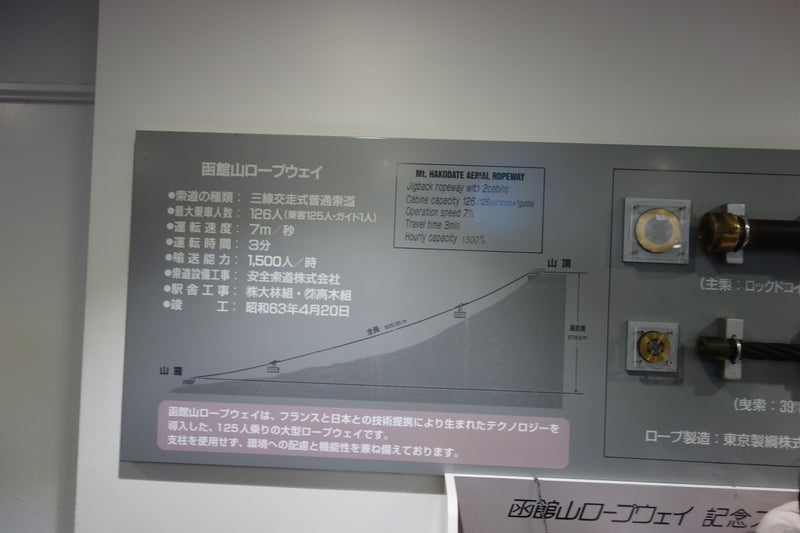 函館山ロープウェイ
●索道の種類： 三線交走式普通索道
●最大乗車人数： 126人(乗客125人・ガイド1人)
●運転速度： 7m／秒
●運転時間： 3分
●輸送能力： 1,500人／時
●索道設備工事： 安全索道株式会社
●駅舎工事： ㈱大林組・㈱高木組
●竣工： 昭和63年4月20日
Mt. HAKODATE AERIAL ROPEWAY
Jigback ropeway with 2cabins
Cabine capacity 126 (125persons+1guide)
Operation speed 7m/s
Travel time 3min
Hourly capacity 1,500
山頂
全長
高低差
山麓
函館山ロープウェイは、フランスと日本との技術提携により生まれたテクノロジーを
導入した、125人乗りの大型ロープウェイです。
支柱を使用せず、環境への配慮と機能性を兼ね備えております。
(主索：ロックドコイ
(曳索：39
ロープ製造：東京製綱株式
函館山ロープウェイ 記念ス